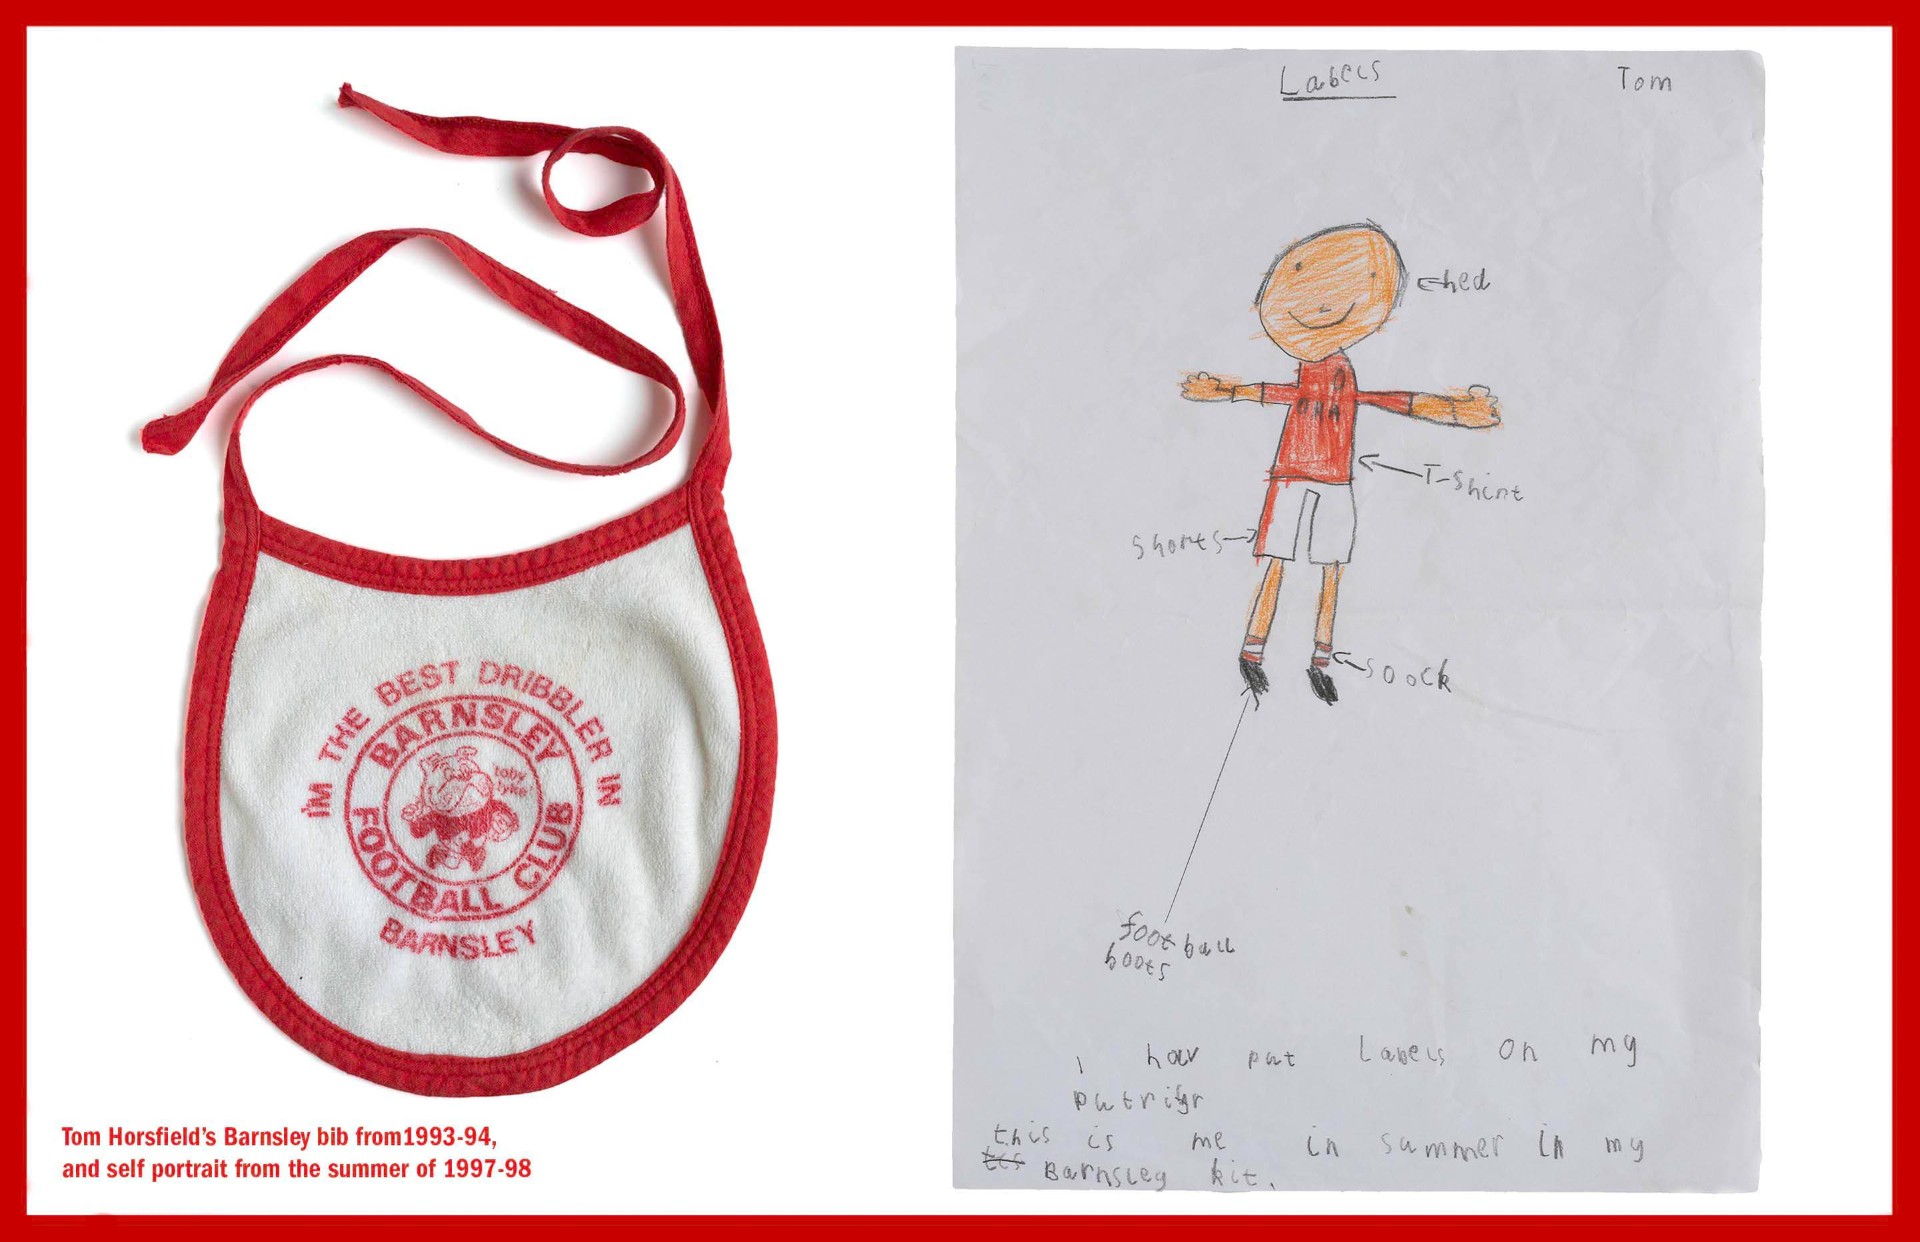 I'M THE BEST DRIBBLER IN
BARNSLEY
FOOTBALL CLUB
toby
tyke
BARNSLEY
Tom Horsfield's Barnsley bib from1993-94,
and self portrait from the summer of 1997-98
Labels
Tom
hed
T-shirt
shorts
soock
football
boots
i hav put Labels on my
this is me in summer in my
Barnsley kit.